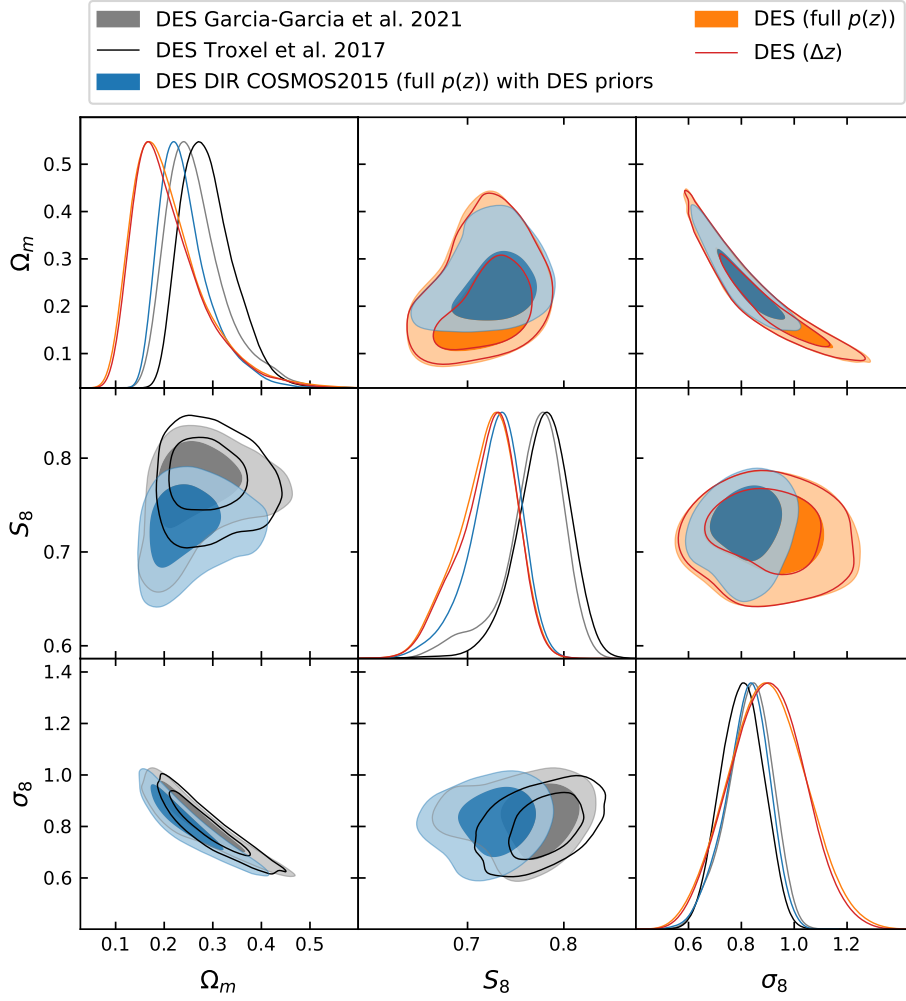 DES Garcia-Garcia et al. 2021
DES Troxel et al. 2017
DES DIR COSMOS2015 (full p(z)) with DES priors
DES (full p(z))
DES (Δz)
0.5
0.4
0.3
0.2
0.1
Ω_m
0.8
0.7
0.6
S_8
1.4
1.2
1.0
0.8
0.6
σ_8
0.1 0.2 0.3 0.4 0.5
0.7 0.8
0.6 0.8 1.0 1.2
Ω_m S_8 σ_8